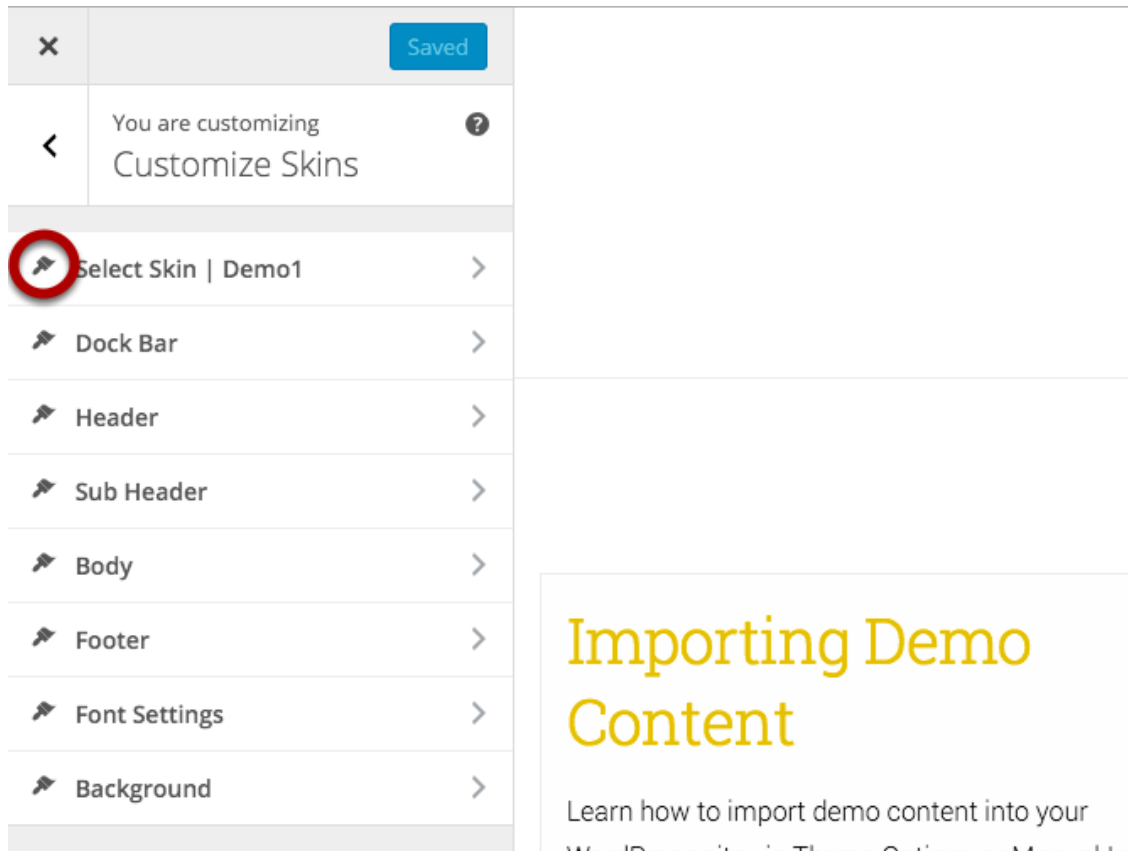 Saved
You are customizing
Customize Skins
Select Skin | Demo1
Dock Bar
Header
Sub Header
Body
Footer
Font Settings
Background
Importing Demo
Content
Learn how to import demo content into your